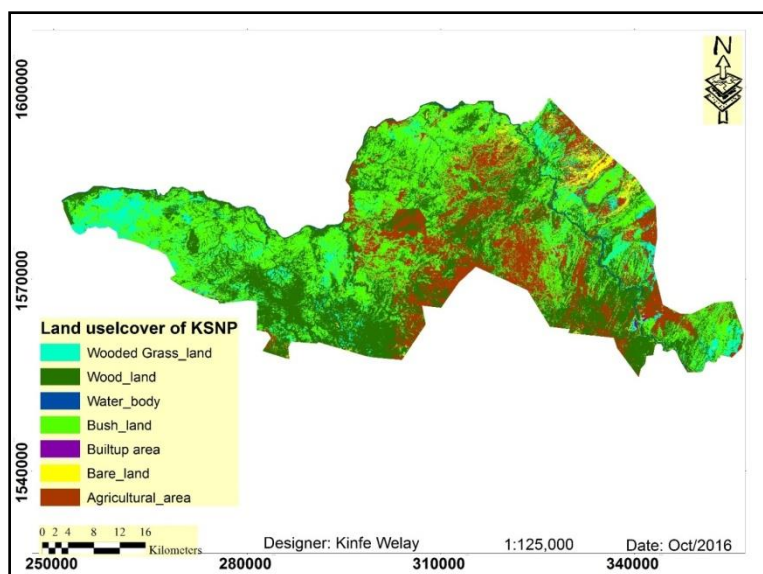 N
1600000
1570000
1540000
Land uselcover of KSNP
Wooded Grass_land
Wood_land
Water_body
Bush_land
Builtup area
Bare_land
Agricultural_area
0 2 4 8 12 16
Kilometers
Designer: Kinfe Welay 1:125,000 Date: Oct/2016
250000 280000 310000 340000